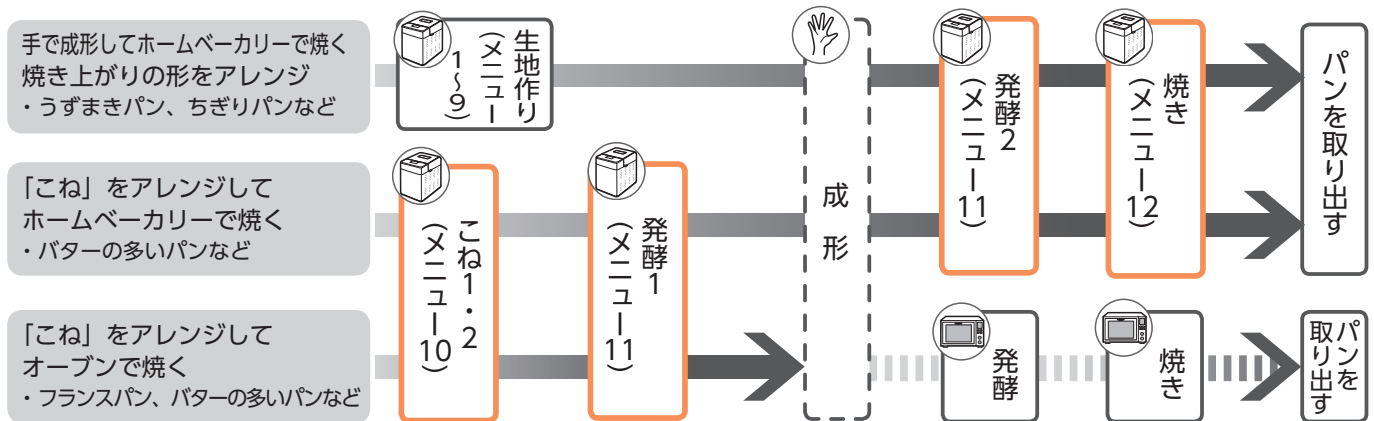 手で成形してホームベーカリーで焼く
焼き上がりの形をアレンジ
・うずまきパン、ちぎりパンなど
生地作り
(メニュー
1~9)
「こね」をアレンジして
ホームベーカリーで焼く
・バターの多いパンなど
「こね」をアレンジして
オーブンで焼く
・フランスパン、バターの多いパンなど
こね1・2
(メニュー10)
発酵1
(メニュー11)
成形
発酵2
(メニュー11)
焼き
(メニュー12)
パンを取り出す
発酵
焼き
パンを
取り出す